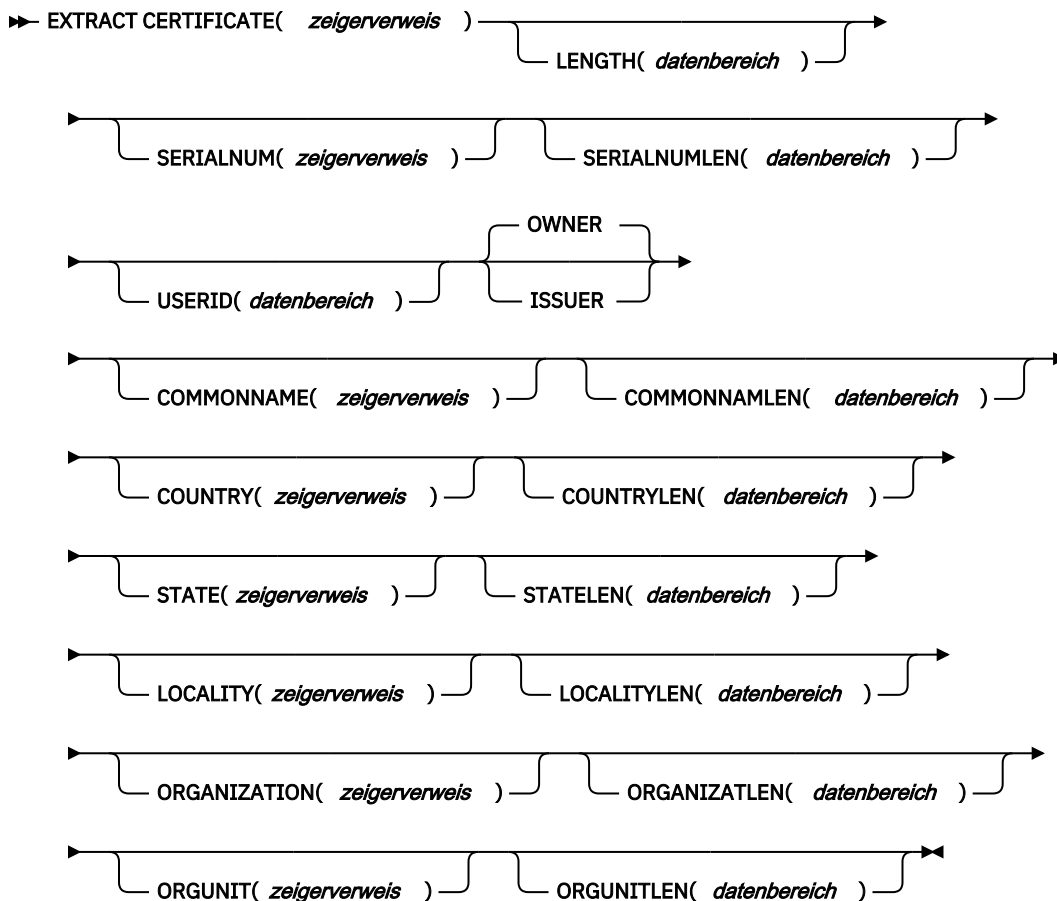 EXTRACT CERTIFICATE( zeigerverweis )
LENGTH( datenbereich )
SERIALNUM( zeigerverweis ) SERIALNUMLEN( datenbereich )
OWNER
USERID( datenbereich ) ISSUER
COMMONNAME( zeigerverweis ) COMMONNAMLEN( datenbereich )
COUNTRY( zeigerverweis ) COUNTRYLEN( datenbereich )
STATE( zeigerverweis ) STATELEN( datenbereich )
LOCALITY( zeigerverweis ) LOCALITYLEN( datenbereich )
ORGANIZATION( zeigerverweis ) ORGANIZATLEN( datenbereich )
ORGUNIT( zeigerverweis ) ORGUNITLEN( datenbereich )